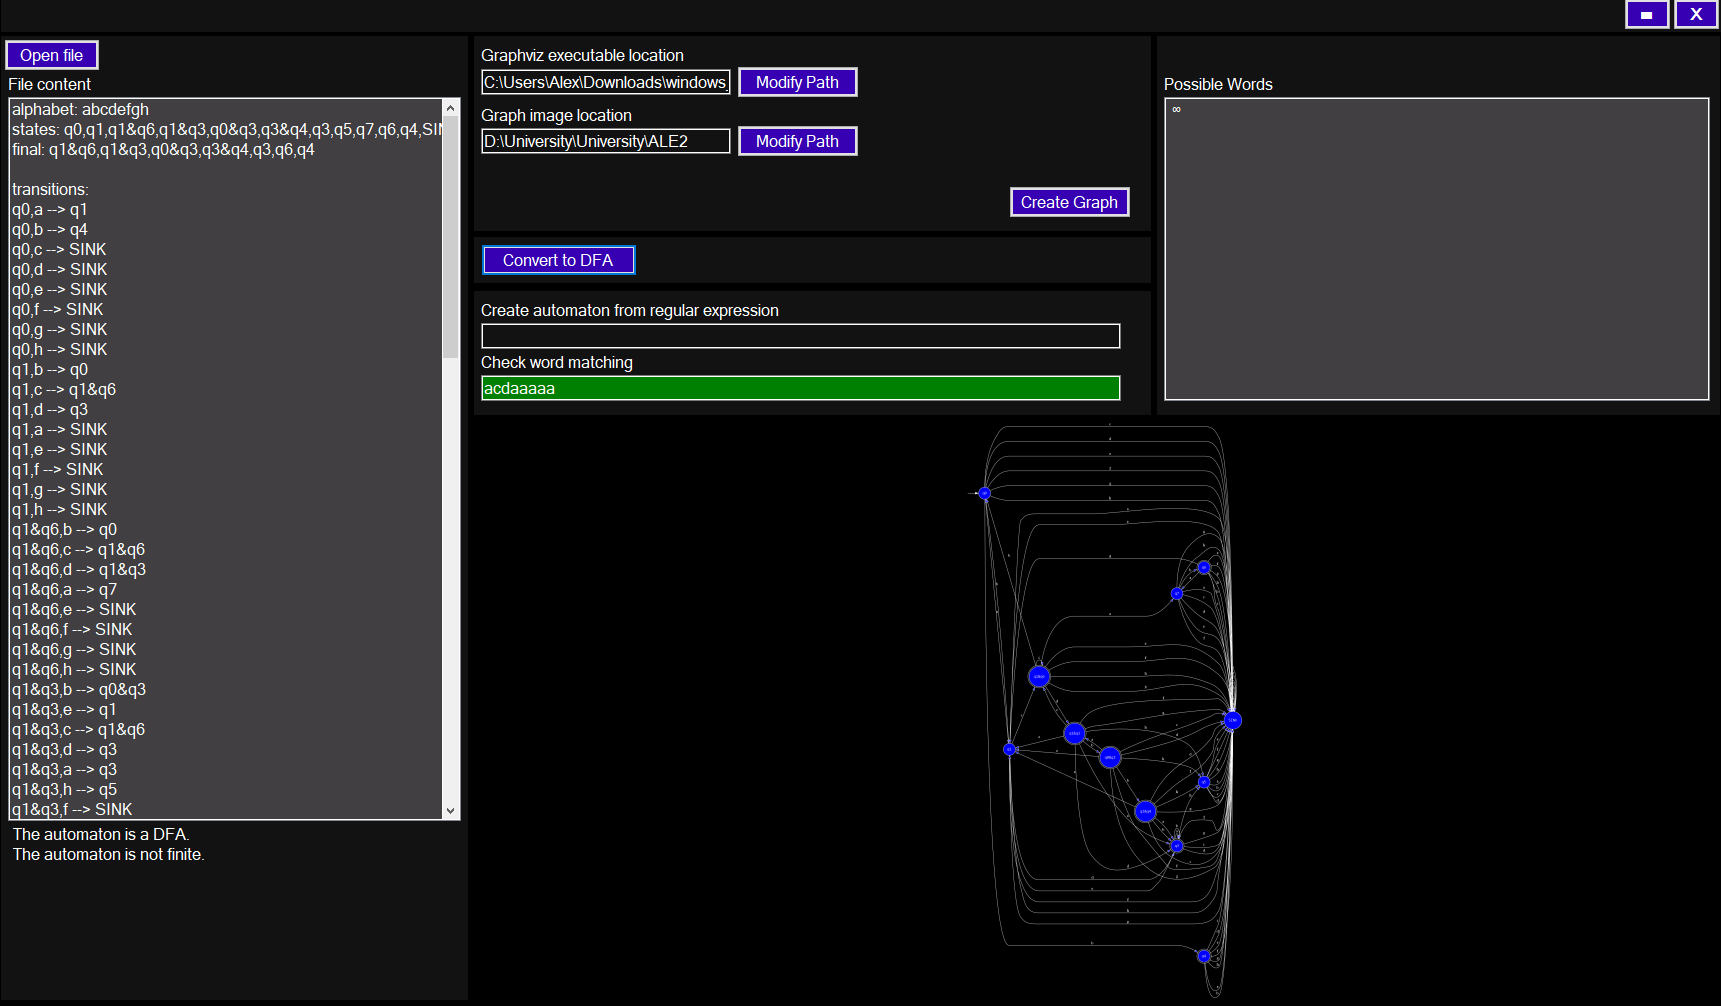 X
Open file
File content
alphabet: abcdefgh
states: q0,q1,q1&q6,q1&q3,q0&q3,q3&q4,q3,q5,q7,q6,q4,SIN
final: q1&q6,q1&q3,q0&q3,q3&q4,q3,q6,q4
transitions:
q0,a --> q1
q0,b --> q4
q0,c --> SINK
q0,d --> SINK
q0,e --> SINK
q0,f --> SINK
q0,g --> SINK
q0,h --> SINK
q1,b --> q0
q1,c --> q1&q6
q1,d --> q3
q1,a --> SINK
q1,e --> SINK
q1,f --> SINK
q1,g --> SINK
q1,h --> SINK
q1&q6,b --> q0
q1&q6,c --> q1&q6
q1&q6,d --> q1&q3
q1&q6,a --> q7
q1&q6,e --> SINK
q1&q6,f --> SINK
q1&q6,g --> SINK
q1&q6,h --> SINK
q1&q3,b --> q0&q3
q1&q3,e --> q1
q1&q3,c --> q1&q6
q1&q3,d --> q3
q1&q3,a --> q3
q1&q3,h --> q5
q1&q3,f --> SINK
The automaton is a DFA.
The automaton is not finite.
Graphviz executable location
C:\Users\Alex\Downloads\windows_
Modify Path
Graph image location
D:\University\University\ALE2
Modify Path
Create Graph
Convert to DFA
Create automaton from regular expression
Check word matching
acdaaaaa
Possible Words
∞